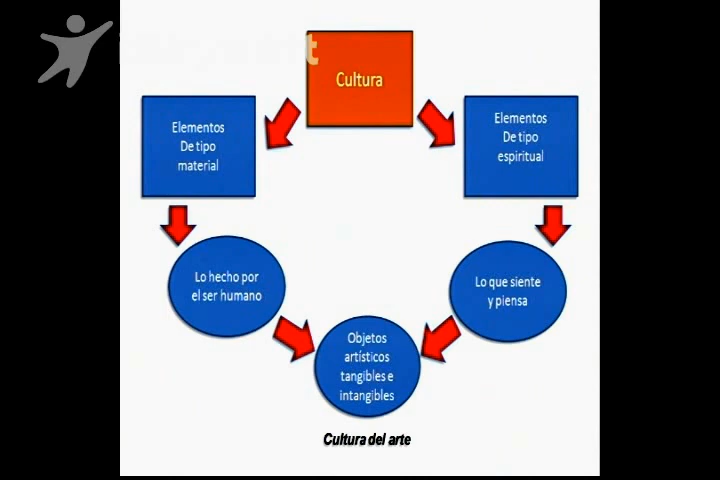 Cultura
Elementos
De tipo
material
Elementos
De tipo
espiritual
Lo hecho por
el ser humano
Lo que siente
y piensa
Objetos
artísticos
tangibles e
intangibles
Cultura del arte